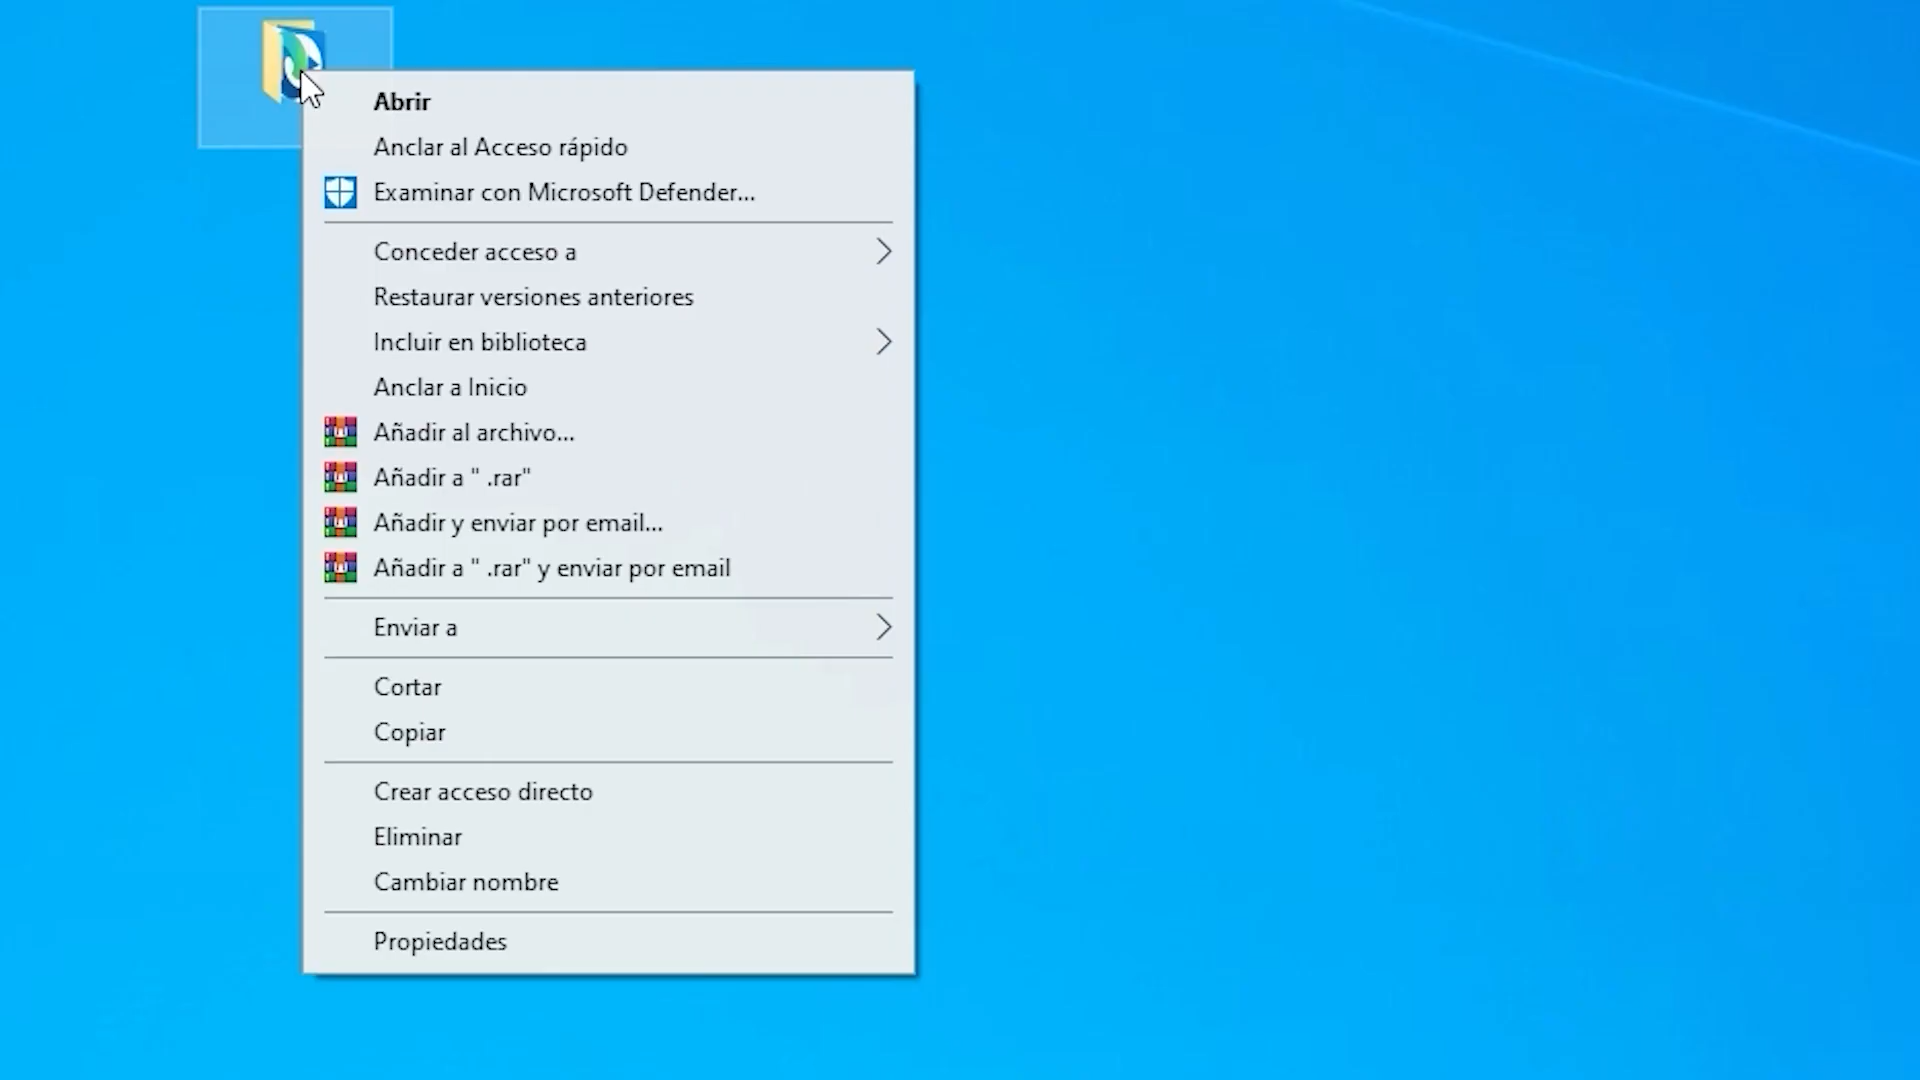 Abrir
Anclar al Acceso rápido
Examinar con Microsoft Defender...
Conceder acceso a
Restaurar versiones anteriores
Incluir en biblioteca
Anclar a Inicio
Añadir al archivo...
Añadir a " .rar"
Añadir y enviar por email...
Añadir a " .rar" y enviar por email
Enviar a
Cortar
Copiar
Crear acceso directo
Eliminar
Cambiar nombre
Propiedades